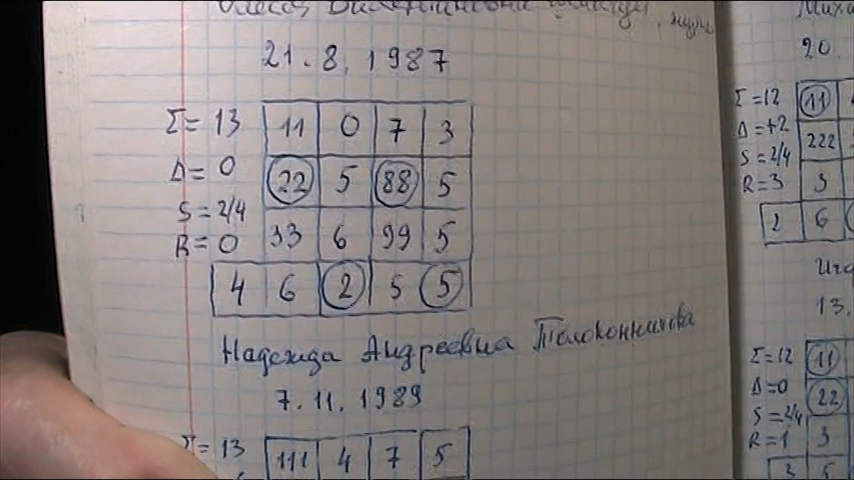 21.8.1987
Σ = 13 11 0 7 3
Δ = 0 22 5 88 5
S = 2/4
R = 0 33 6 99 5
4 6 2 5 5
Надежда Андреевна Толоконникова
7.11.1989
Σ = 13 111 4 7 5
Миха
20
Σ = 12 11
Δ = +2 222
S = 2/4
R = 3 3
2 6
Иго
13.
Σ = 12 11
Δ = 0 22
S = 2/4
R = 1 3
3 5